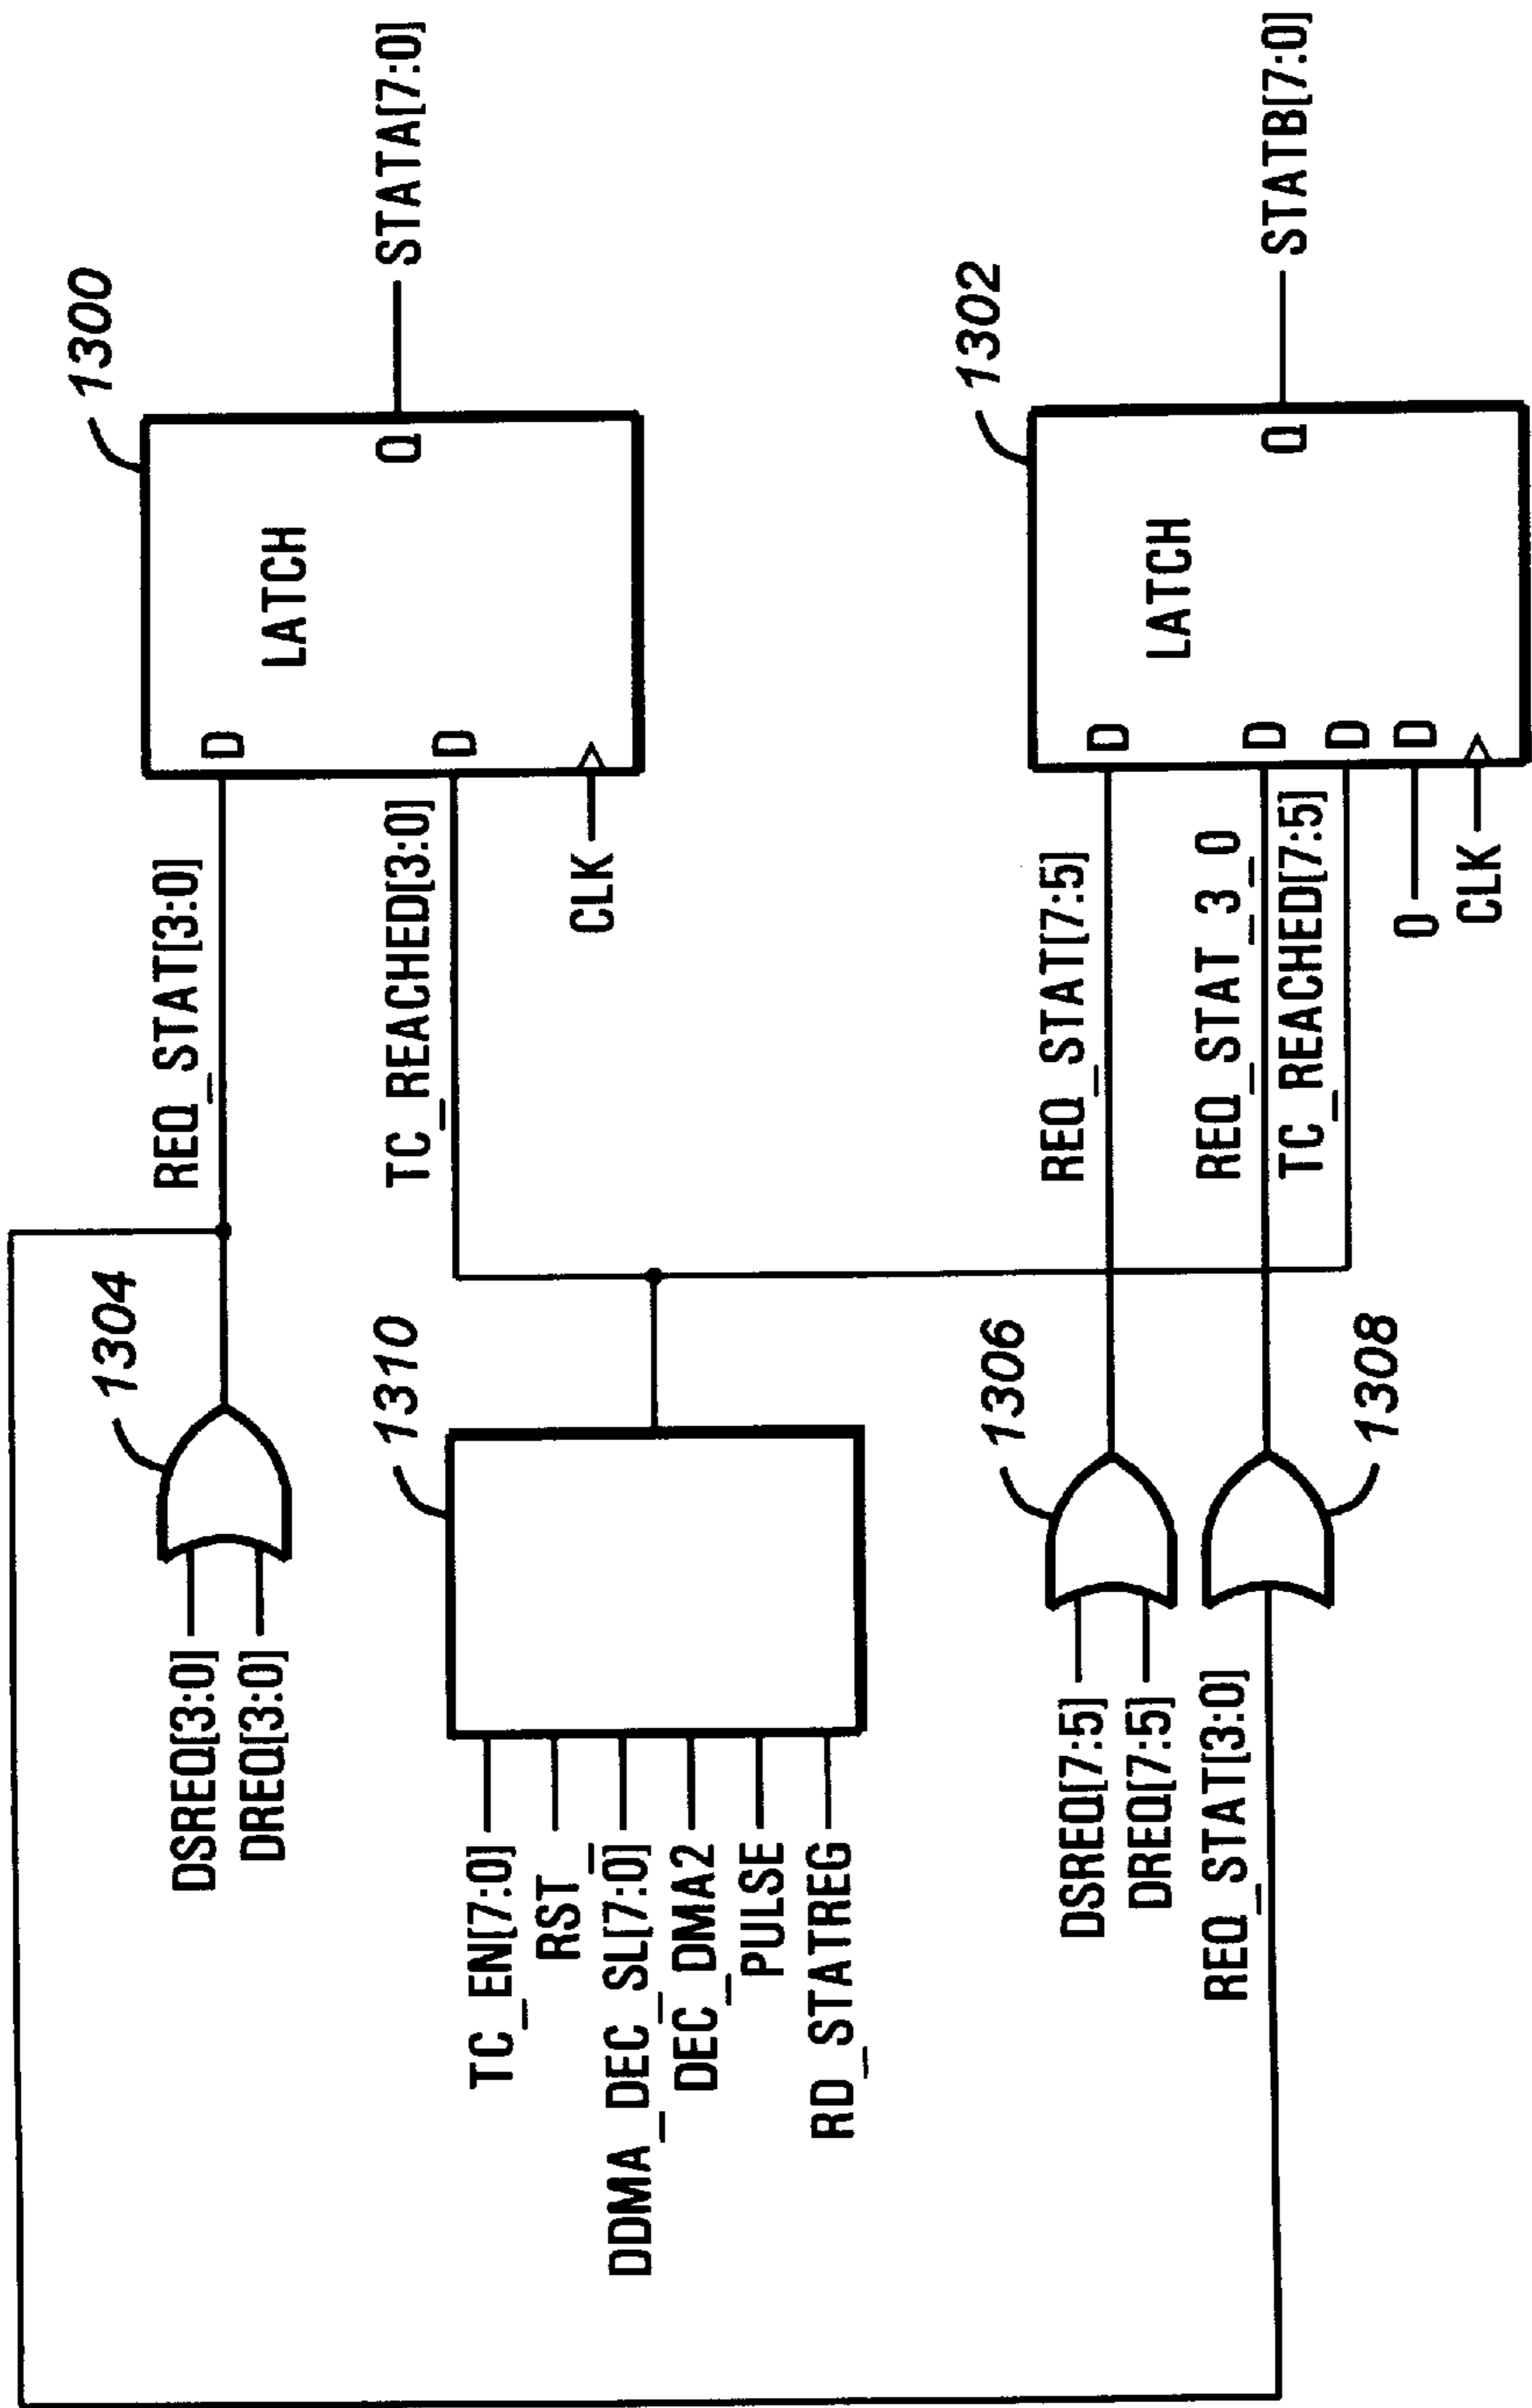 DSREQ[3:0]
DREQ[3:0]
1304
REQ_STAT[3:0]
D
LATCH
1300
Q
STATA[7:0]
TC_REACHED[3:0]
D
CLK
TC_EN[7:0]
RST_
DDMA_DEC_SL[7:0]
DEC_DMA2
PULSE
RD_STATREG
1310
DSREQ[7:5]
DREQ[7:5]
1306
REQ_STAT[7:5]
D
LATCH
1302
Q
STATB[7:0]
REQ_STAT[3:0]
1308
REQ_STAT_3_0
D
TC_REACHED[7:5]
D
0
D
CLK